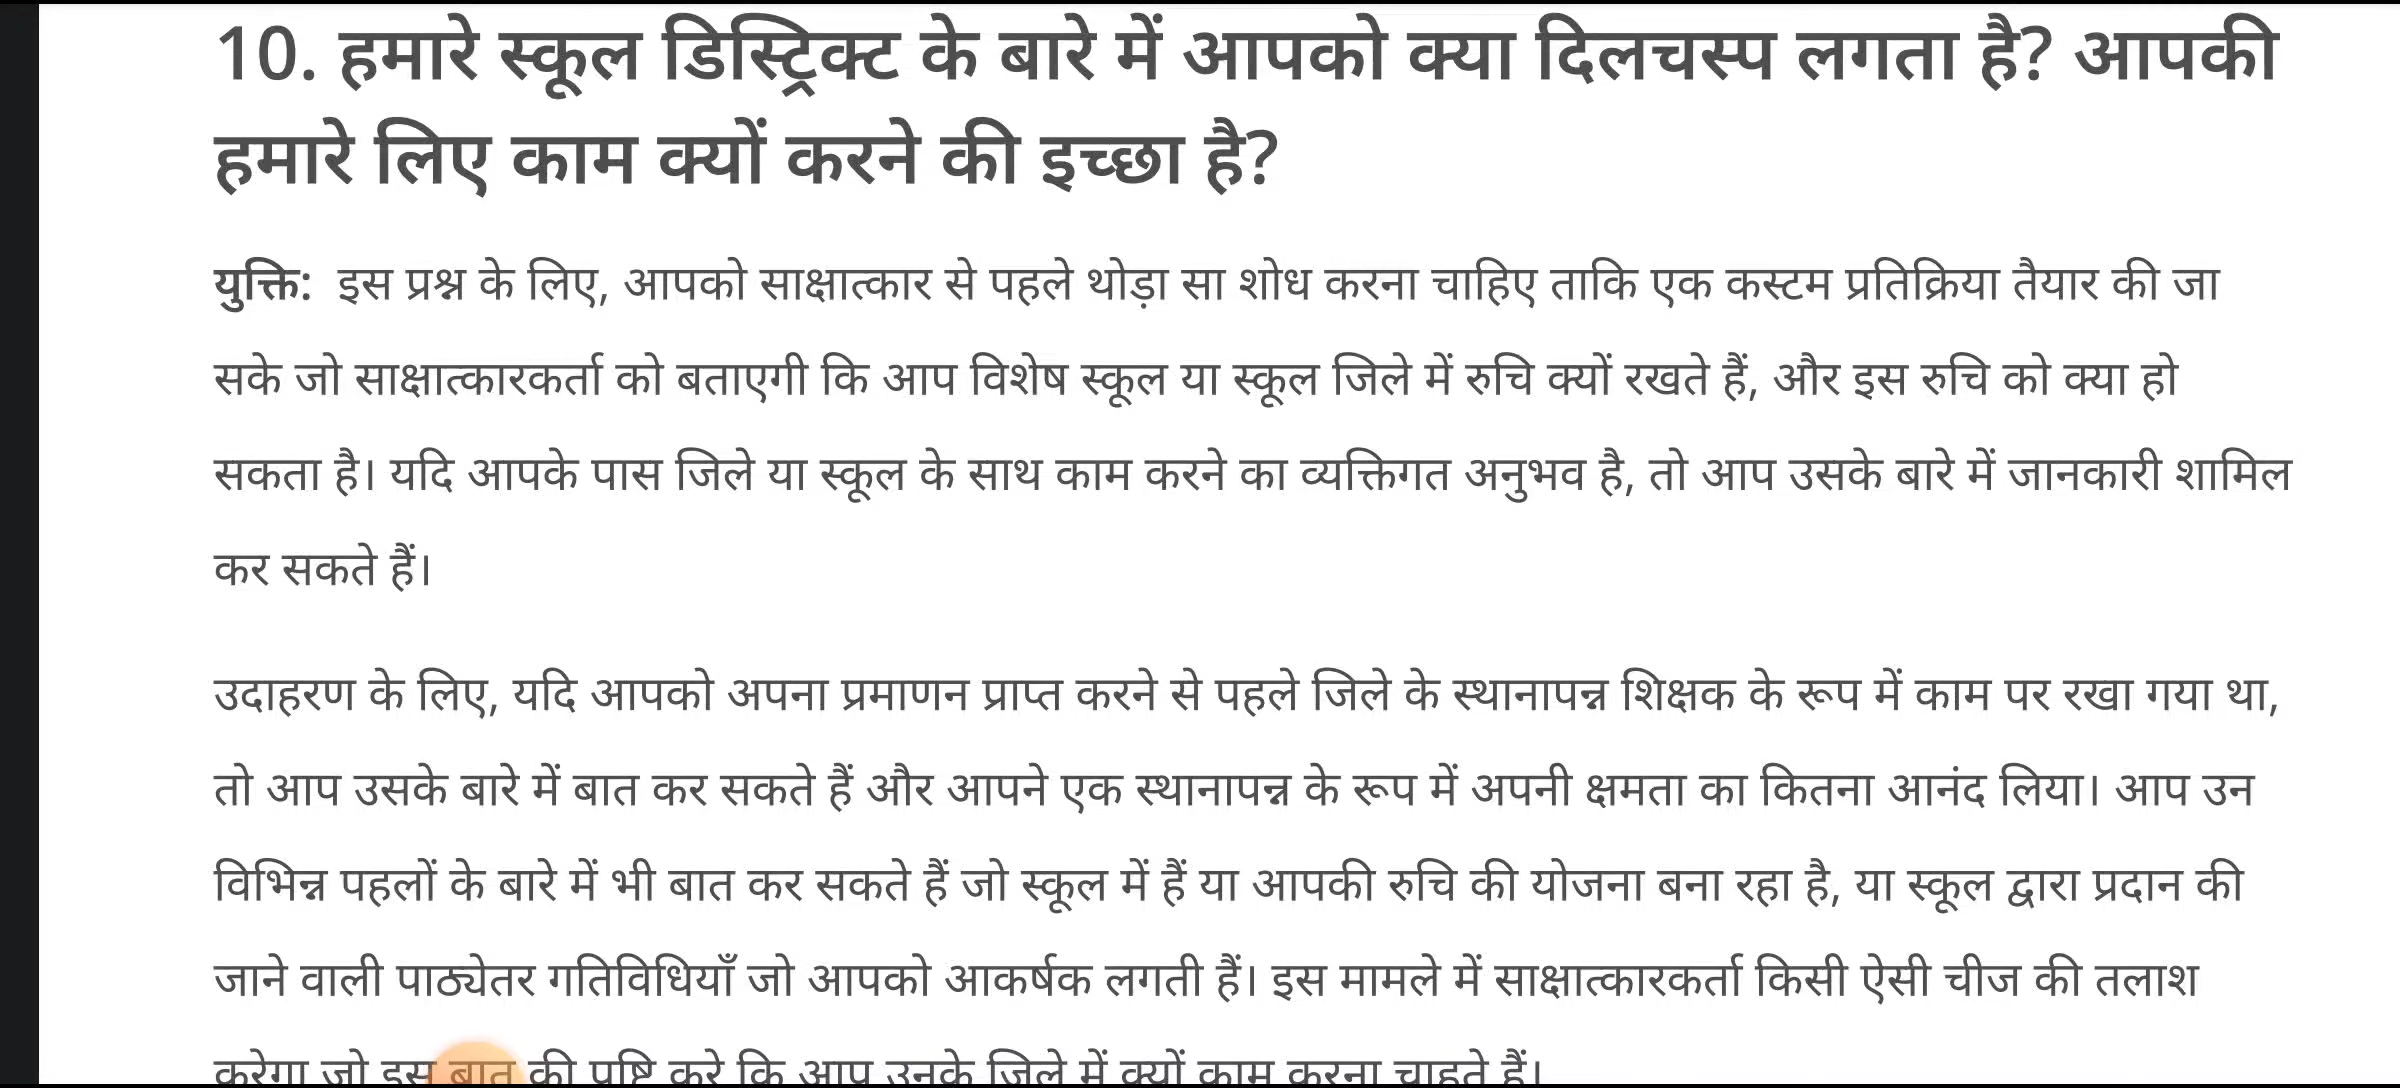 10. हमारे स्कूल डिस्ट्रिक्ट के बारे में आपको क्या दिलचस्प लगता है? आपकी
हमारे लिए काम क्यों करने की इच्छा है?
युक्ति: इस प्रश्न के लिए, आपको साक्षात्कार से पहले थोड़ा सा शोध करना चाहिए ताकि एक कस्टम प्रतिक्रिया तैयार की जा
सके जो साक्षात्कारकर्ता को बताएगी कि आप विशेष स्कूल या स्कूल जिले में रुचि क्यों रखते हैं, और इस रुचि को क्या हो
सकता है। यदि आपके पास जिले या स्कूल के साथ काम करने का व्यक्तिगत अनुभव है, तो आप उसके बारे में जानकारी शामिल
कर सकते हैं।
उदाहरण के लिए, यदि आपको अपना प्रमाणन प्राप्त करने से पहले जिले के स्थानापन्न शिक्षक के रूप में काम पर रखा गया था,
तो आप उसके बारे में बात कर सकते हैं और आपने एक स्थानापन्न के रूप में अपनी क्षमता का कितना आनंद लिया। आप उन
विभिन्न पहलों के बारे में भी बात कर सकते हैं जो स्कूल में हैं या आपकी रुचि की योजना बना रहा है, या स्कूल द्वारा प्रदान की
जाने वाली पाठ्येतर गतिविधियाँ जो आपको आकर्षक लगती हैं। इस मामले में साक्षात्कारकर्ता किसी ऐसी चीज की तलाश
करेगा जो इस बात की पुष्टि करे कि आप उनके जिले में क्यों काम करना चाहते हैं।